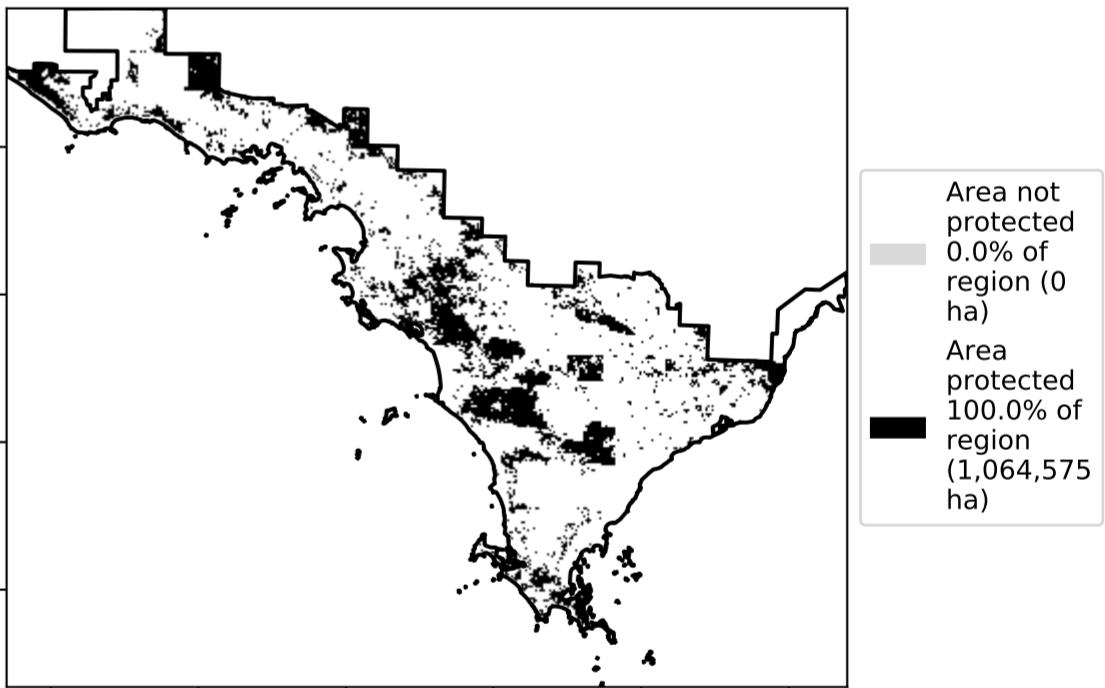 Area not
protected
0.0% of
region (0
ha)
Area
protected
100.0% of
region
(1,064,575
ha)